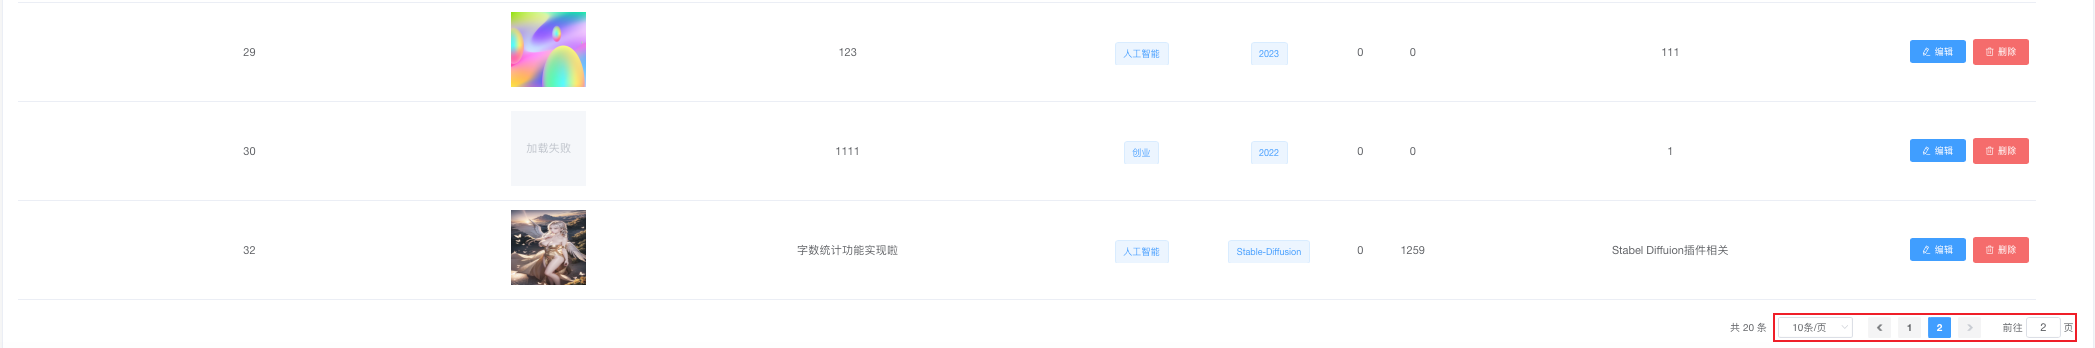 29 123 人工智能 2023 0 0 111 编辑 删除
30 加载失败 1111 创业 2022 0 0 1 编辑 删除
32 字数统计功能实现啦 人工智能 Stable-Diffusion 0 1259 Stabel Diffuion插件相关 编辑 删除
共 20 条 10条/页 1 2 前往 2 页